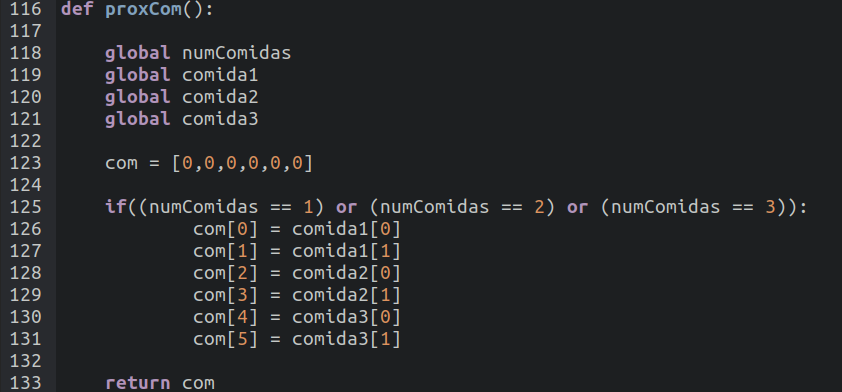 116 def proxCom():
117
118     global numComidas
119     global comida1
120     global comida2
121     global comida3
122
123     com = [0,0,0,0,0,0]
124
125     if((numComidas == 1) or (numComidas == 2) or (numComidas == 3)):
126             com[0] = comida1[0]
127             com[1] = comida1[1]
128             com[2] = comida2[0]
129             com[3] = comida2[1]
130             com[4] = comida3[0]
131             com[5] = comida3[1]
132
133     return com